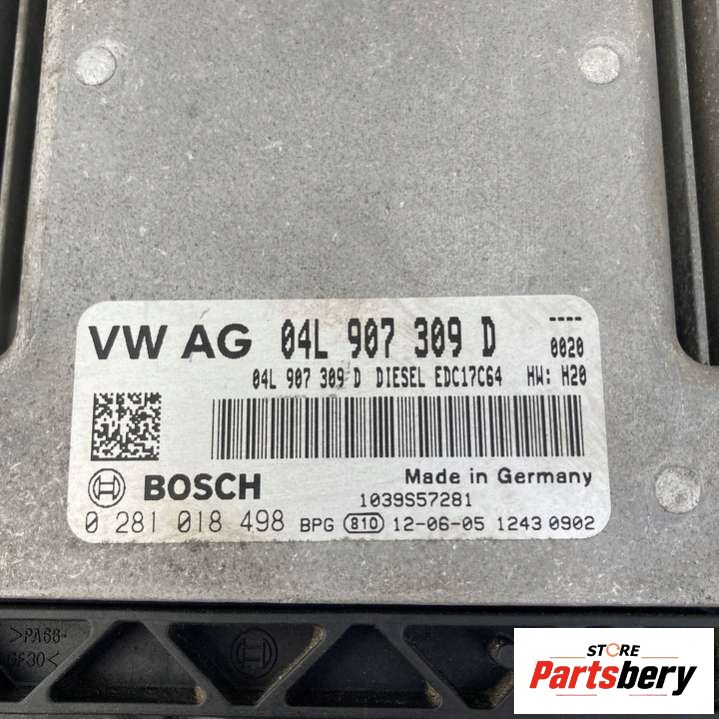 VW AG 04L 907 309 D ----
0020
04L 907 309 D DIESEL EDC17C64 HW: H20
BOSCH Made in Germany
1039S57281
0 281 018 498 BPG 810 12-06-05 1243 0902
>PA66-
GF30<
STORE
Partsbery